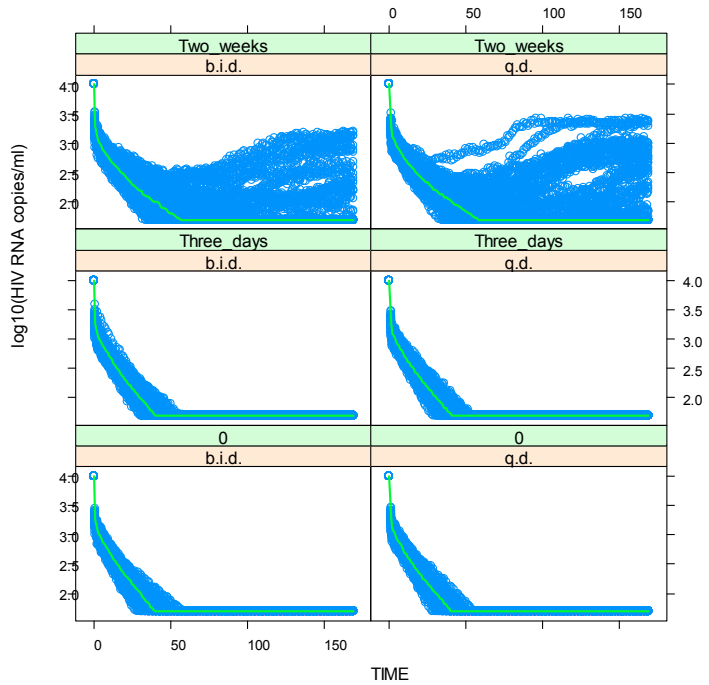 0 50 100 150
Two_weeks Two_weeks
b.i.d. q.d.
4.0
3.5
3.0
2.5
2.0
Three_days Three_days
b.i.d. q.d.
4.0
3.5
3.0
2.5
2.0
0 0
b.i.d. q.d.
4.0
3.5
3.0
2.5
2.0
0 50 100 150
log10(HIV RNA copies/ml)
TIME